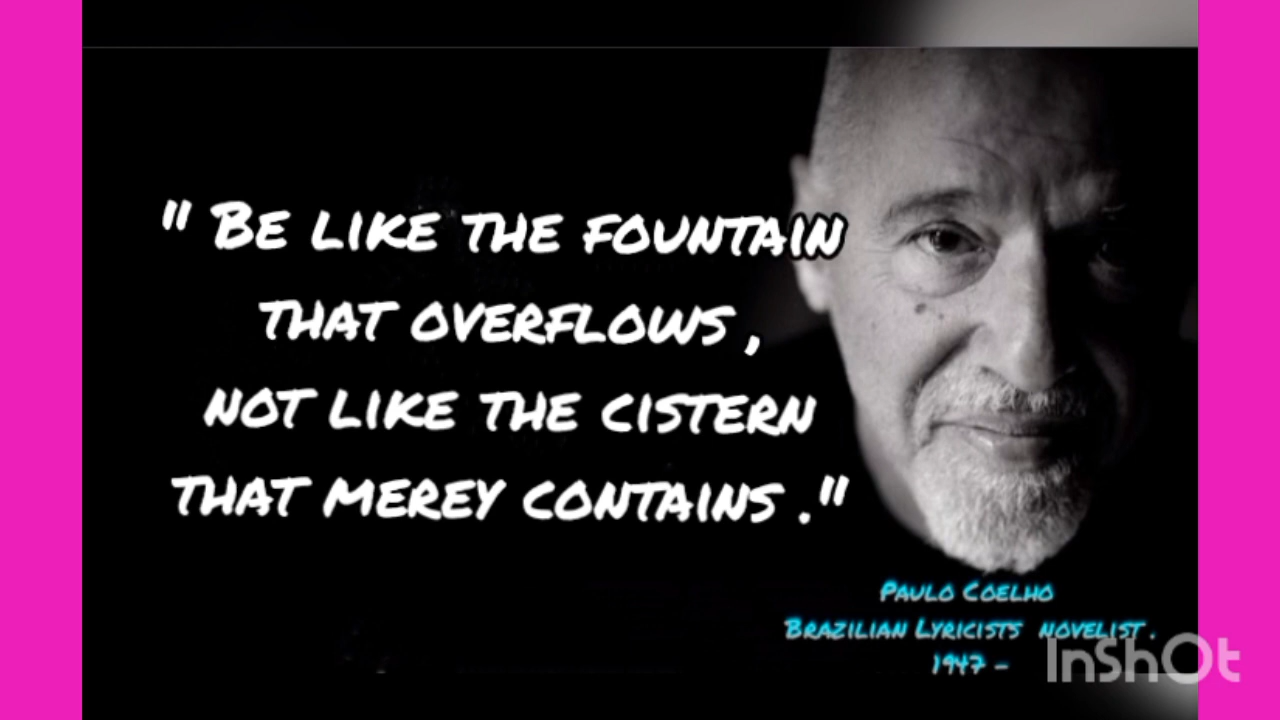 " BE LIKE THE FOUNTAIN
THAT OVERFLOWS ,
NOT LIKE THE CISTERN
THAT MEREY CONTAINS ."
PAULO COELHO
BRAZILIAN LYRICISTS NOVELIST .
1947 -
InShOt